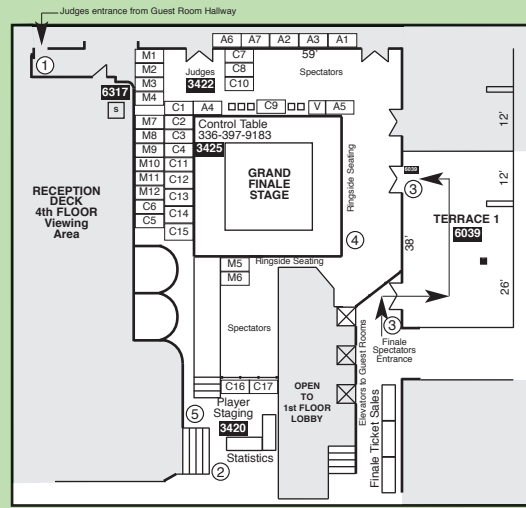 Judges entrance from Guest Room Hallway
A6 A7 A2 A3 A1
M1
M2
M3
M4
C7
C8
C10
59'
Judges
3422
Spectators
1
6317
s
C1 A4 C9 V A5
M7 C2
M8 C3
M9 C4
M10 C11
M11 C12
M12 C13
C6 C14
C5 C15
Control Table
336-397-9183
3425
GRAND
FINALE
STAGE
Ringside Seating
4
RECEPTION
DECK
4th FLOOR
Viewing
Area
12'
12'
6039
3
TERRACE 1
6039
38'
26'
Ringside Seating
M5
M6
Spectators
3
Finale
Spectators
Entrance
Elevators to Guest Rooms
C16 C17
OPEN
TO
1st FLOOR
LOBBY
Player
Staging
3420
Statistics
5
2
Finale Ticket Sales